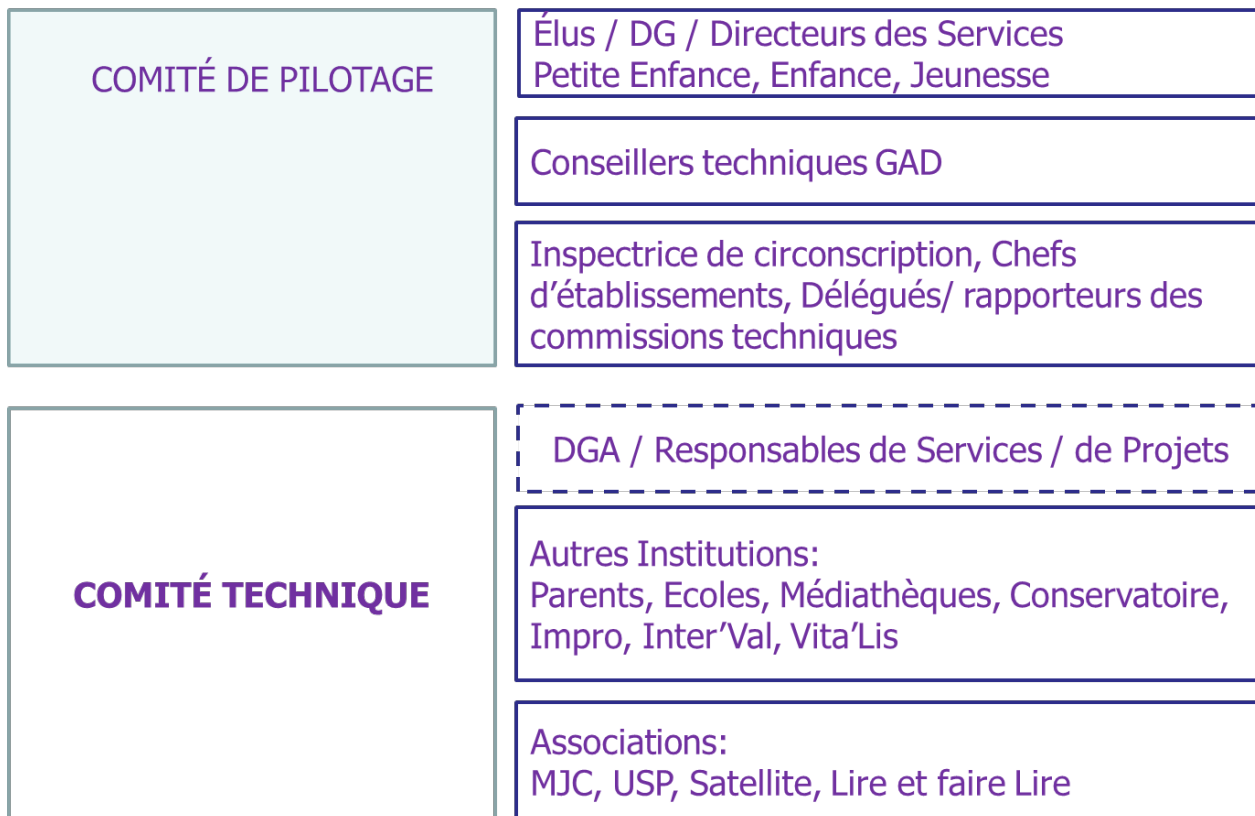 COMITÉ DE PILOTAGE
Élus / DG / Directeurs des Services
Petite Enfance, Enfance, Jeunesse
Conseillers techniques GAD
Inspectrice de circonscription, Chefs
d’établissements, Délégués/ rapporteurs des
commissions techniques
COMITÉ TECHNIQUE
DGA / Responsables de Services / de Projets
Autres Institutions:
Parents, Ecoles, Médiathèques, Conservatoire,
Impro, Inter’Val, Vita’Lis
Associations:
MJC, USP, Satellite, Lire et faire Lire